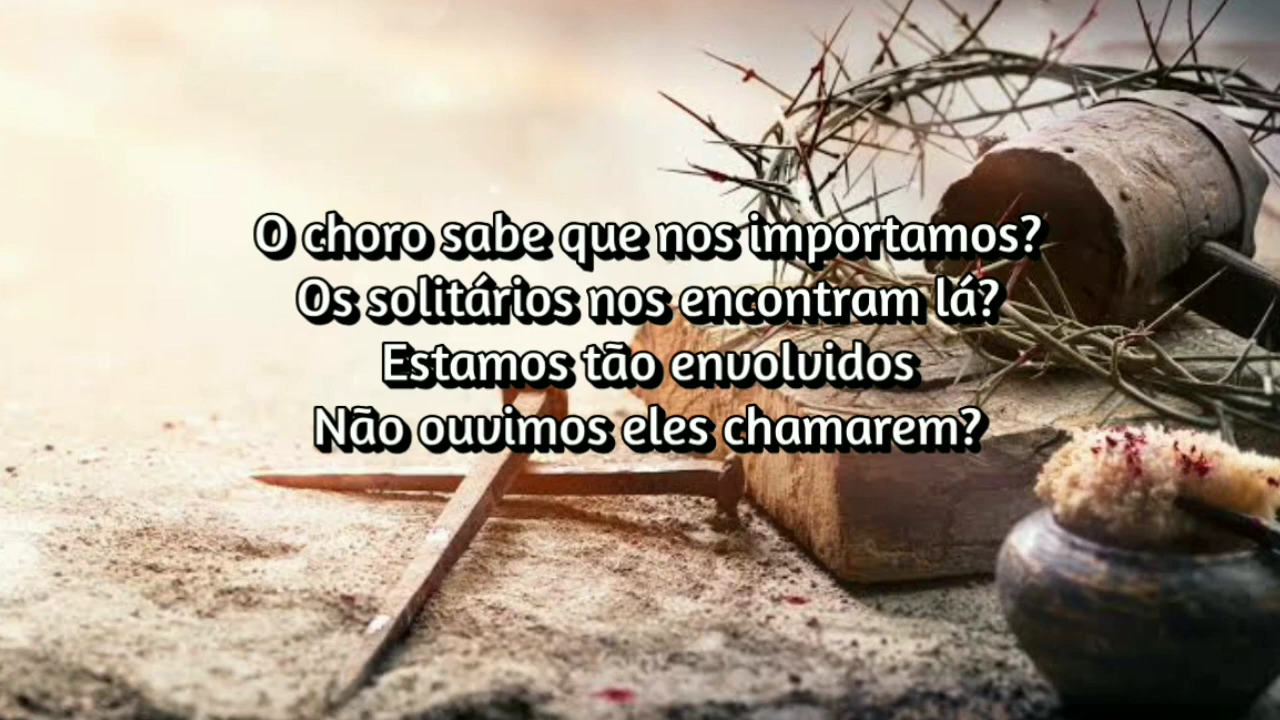 O choro sabe que nos importamos?
Os solitários nos encontram lá?
Estamos tão envolvidos
Não ouvimos eles chamarem?